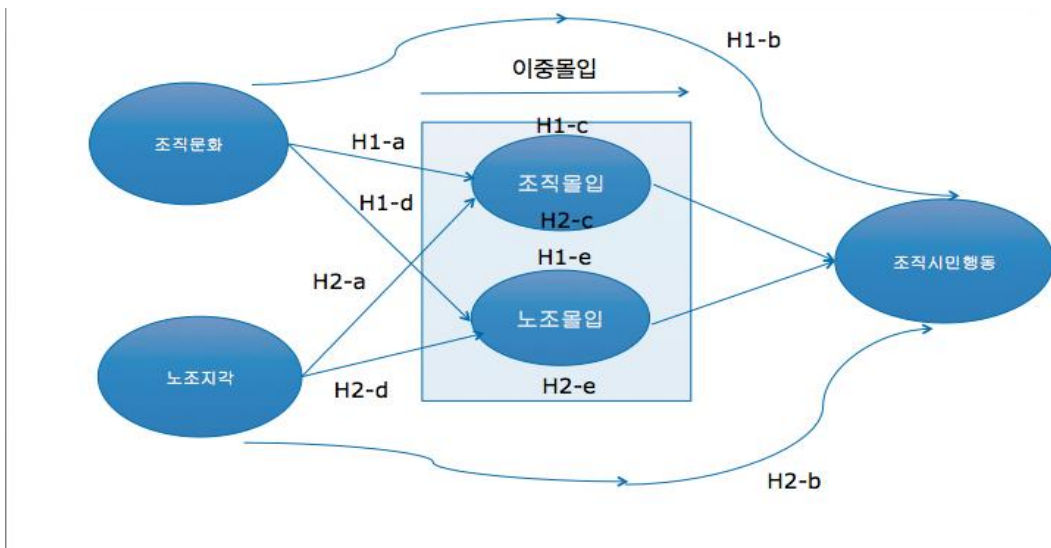 H1-b
이중몰입
조직문화
H1-a
H1-c
조직몰입
H1-d
H2-c
H1-e
조직시민행동
H2-a
노조몰입
노조지각
H2-d
H2-e
H2-b